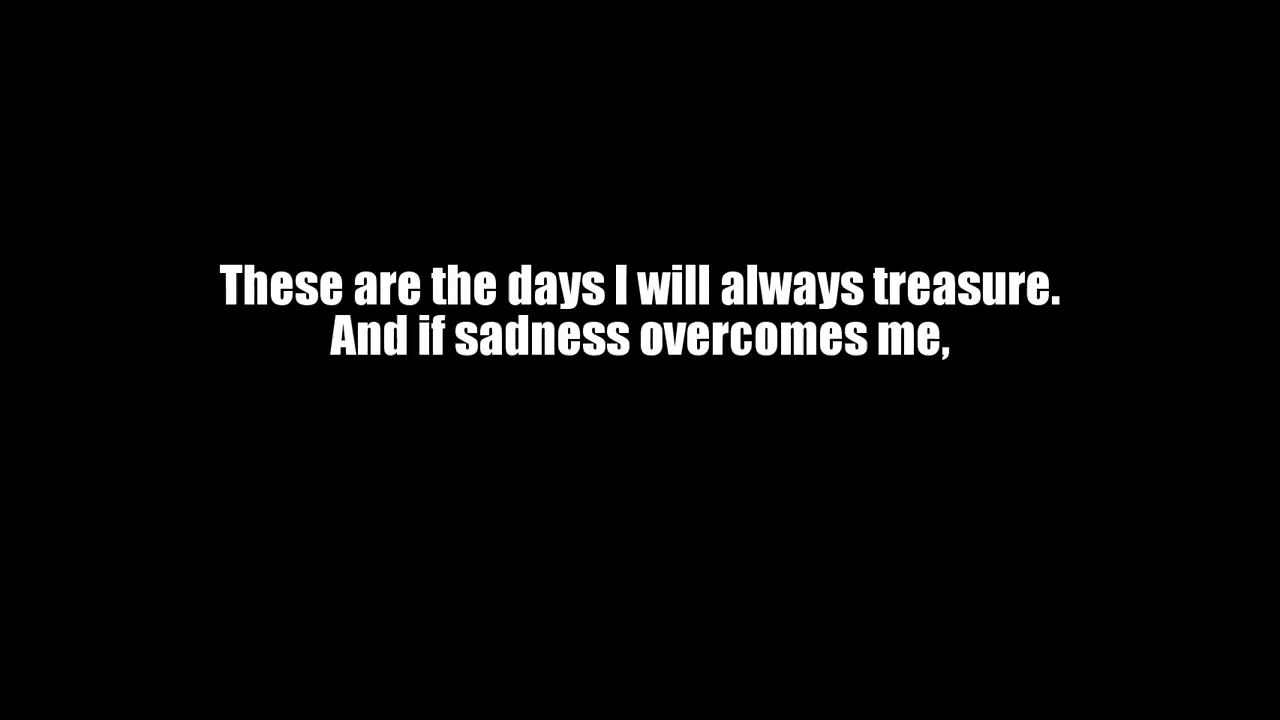 These are the days I will always treasure.
And if sadness overcomes me,